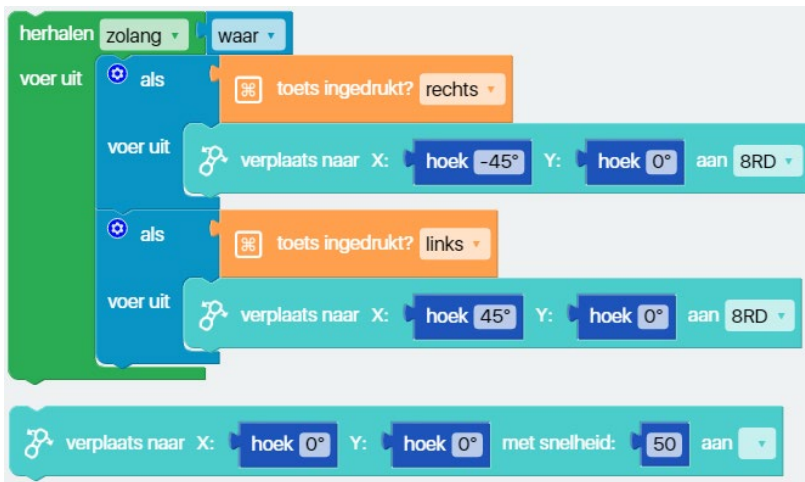 herhalen zolang waar
voer uit als toets ingedrukt? rechts
voer uit verplaats naar X: hoek -45° Y: hoek 0° aan 8RD
als toets ingedrukt? links
voer uit verplaats naar X: hoek 45° Y: hoek 0° aan 8RD
verplaats naar X: hoek 0° Y: hoek 0° met snelheid: 50 aan